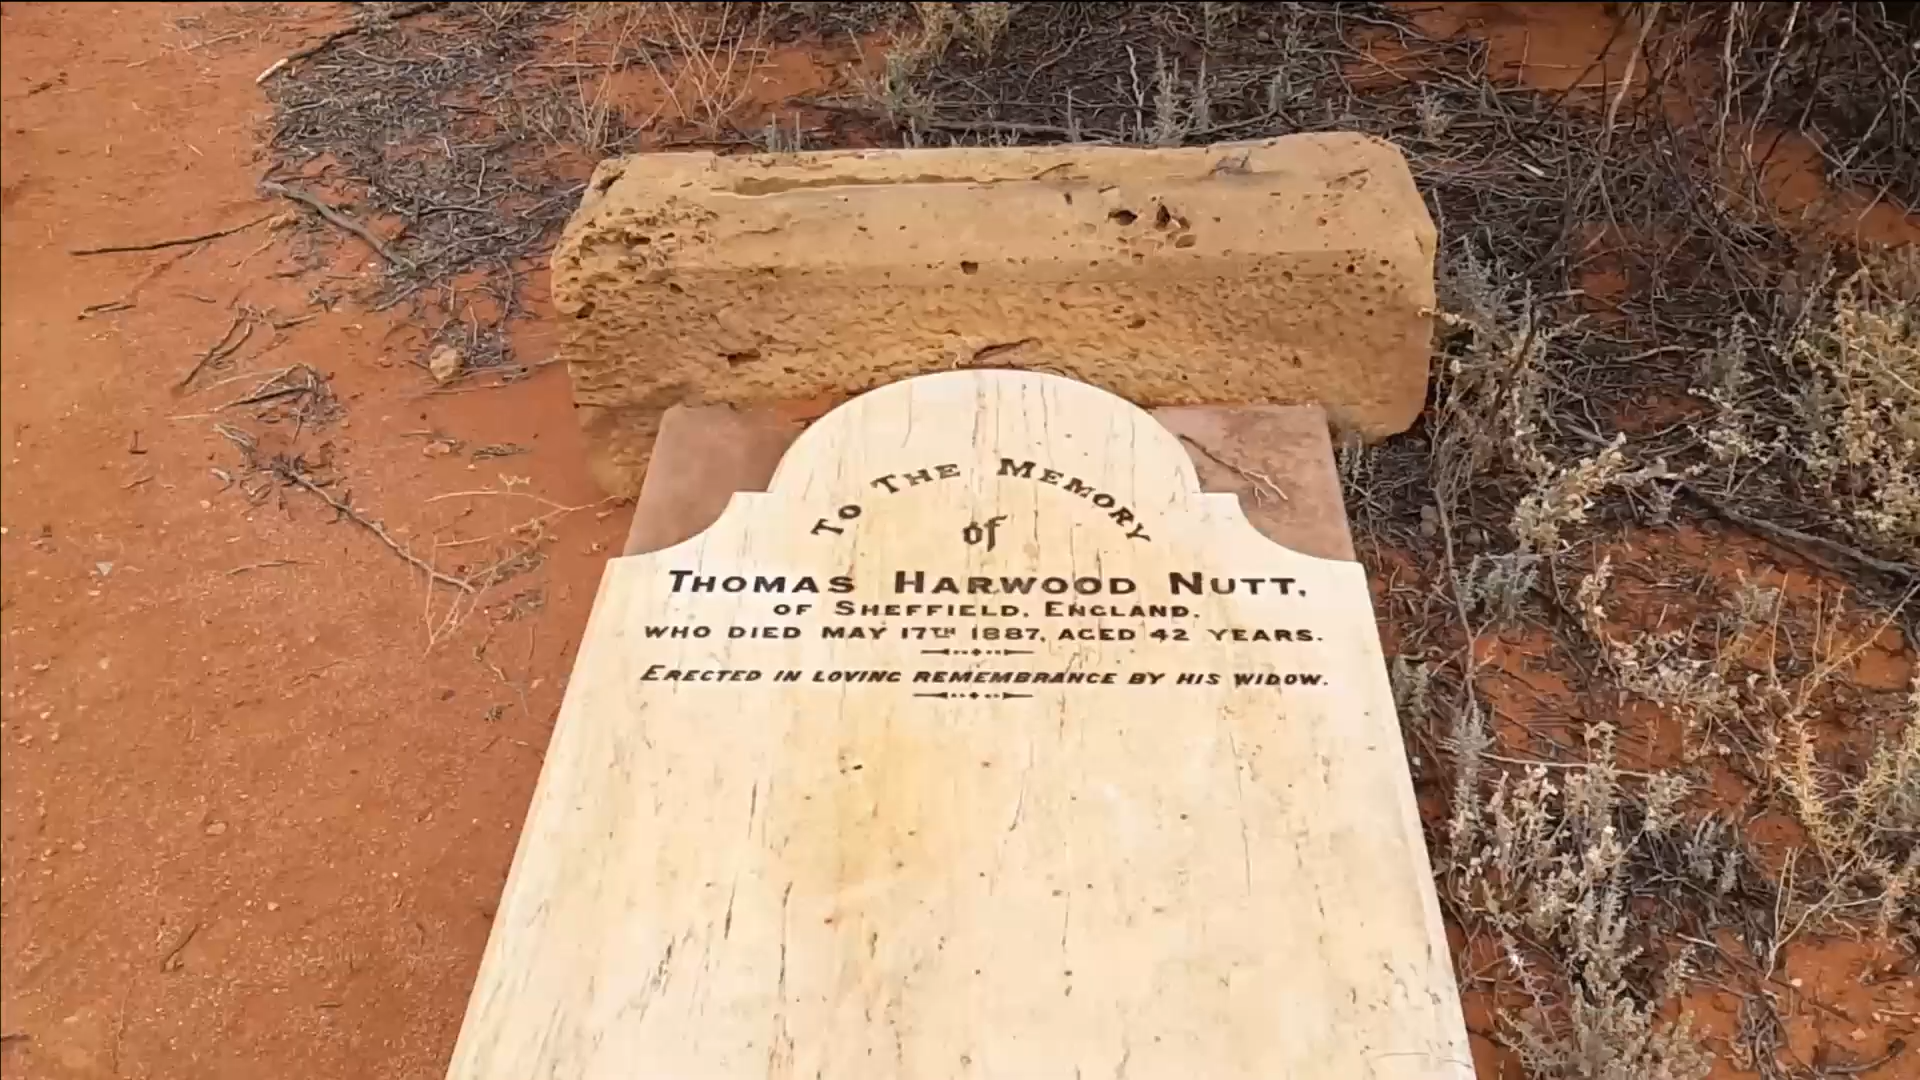 TO THE MEMORY
of
THOMAS HARWOOD NUTT,
OF SHEFFIELD, ENGLAND.
WHO DIED MAY 17TH 1887, AGED 42 YEARS.
ERECTED IN LOVING REMEMBRANCE BY HIS WIDOW.